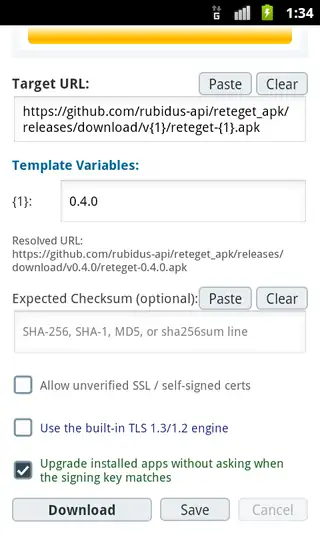 1:34
Target URL:
Paste
Clear
https://github.com/rubidus-api/reteget_apk/
releases/download/v{1}/reteget-{1}.apk
Template Variables:
{1}:
0.4.0
Resolved URL:
https://github.com/rubidus-api/reteget_apk/releases/
download/v0.4.0/reteget-0.4.0.apk
Expected Checksum (optional):
Paste
Clear
SHA-256, SHA-1, MD5, or sha256sum line
Allow unverified SSL / self-signed certs
Use the built-in TLS 1.3/1.2 engine
Upgrade installed apps without asking when
the signing key matches
Download
Save
Cancel